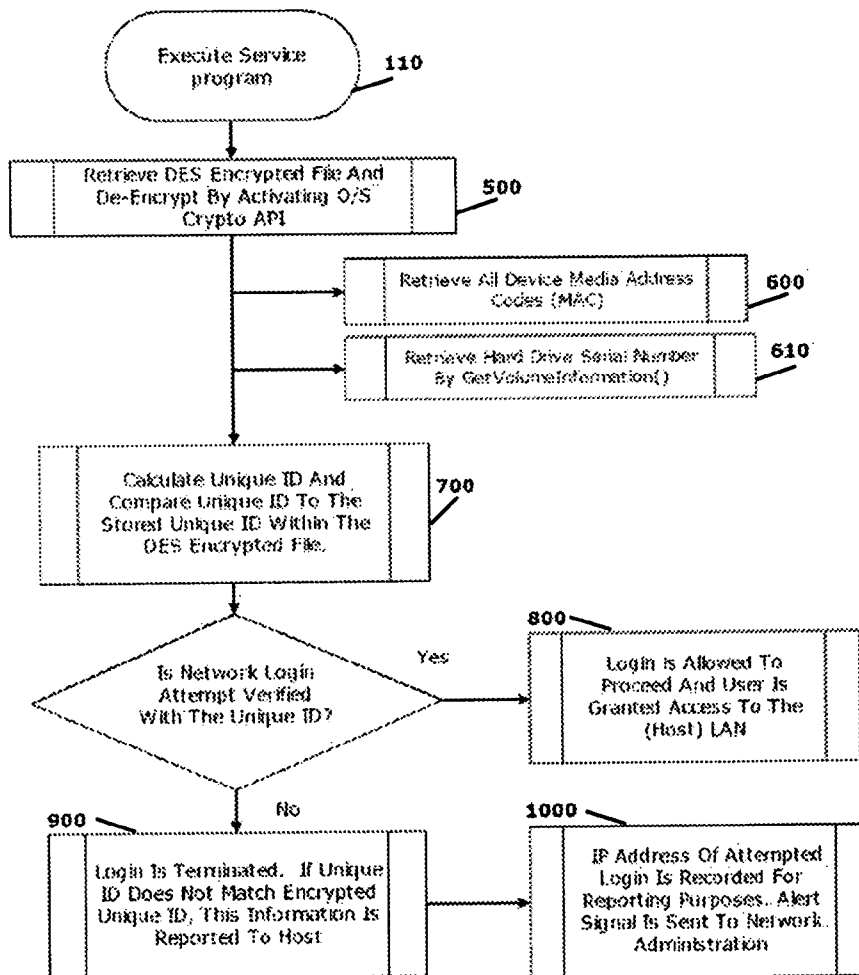 Execute Service
program
110
Retrieve DES Encrypted File And
De-Encrypt By Activating O/S
Crypto API
500
Retrieve All Device Media Address
Codes (MAC)
600
Retrieve Hard Drive Serial Number
By GetVolumeInformation()
610
Calculate Unique ID And
Compare Unique ID To The
Stored Unique ID Within The
DES Encrypted File.
700
Is Network Login
Attempt Verified
With The Unique ID?
Yes
800
Login Is Allowed To
Proceed And User Is
Granted Access To The
(Host) LAN
No
900
Login Is Terminated. If Unique
ID Does Not Match Encrypted
Unique ID, This Information Is
Reported To Host
1000
IP Address Of Attempted
Login Is Recorded For
Reporting Purposes. Alert
Signal Is Sent To Network
Administration